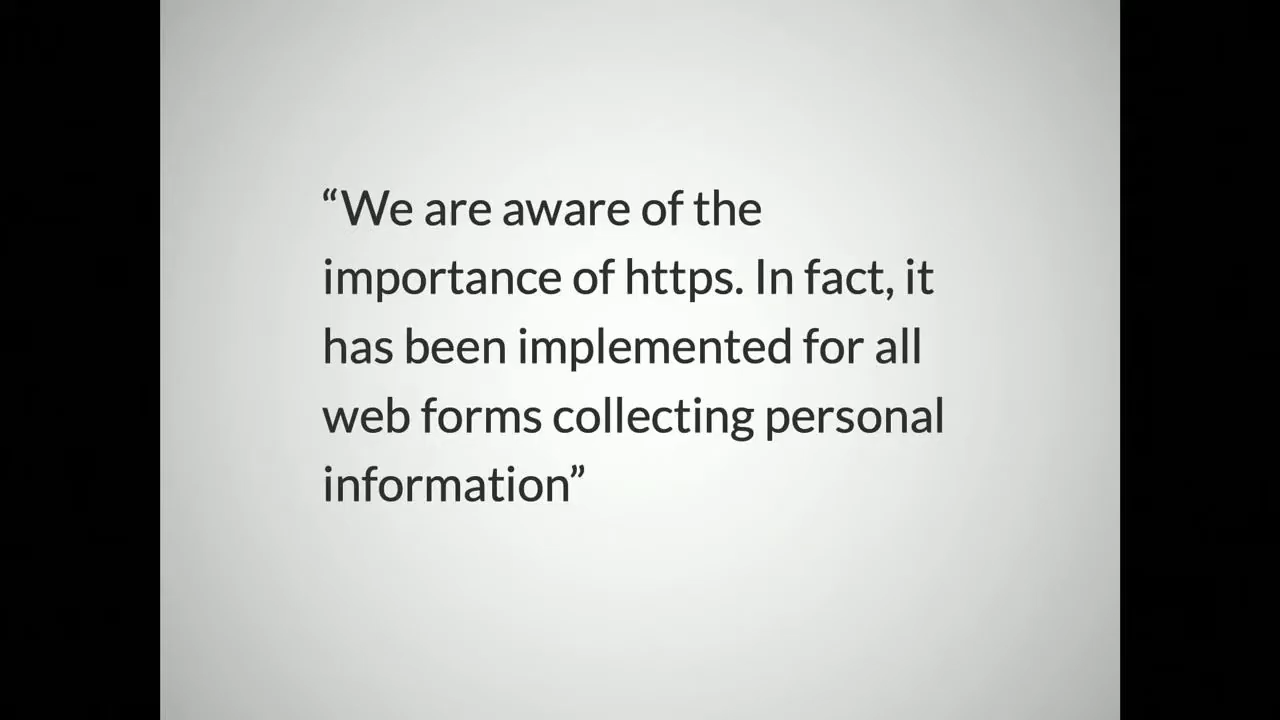 “We are aware of the
importance of https. In fact, it
has been implemented for all
web forms collecting personal
information”